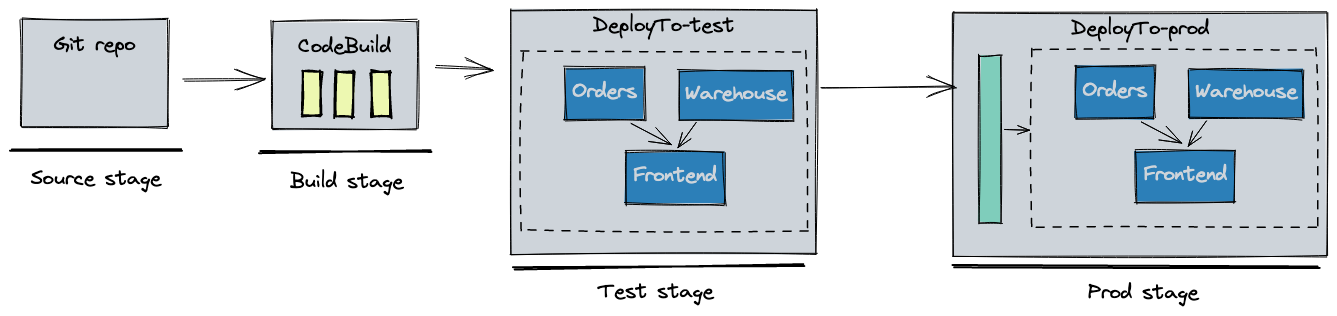 Git repo
Source stage
CodeBuild
Build stage
DeployTo-test
Orders
Warehouse
Frontend
Test stage
DeployTo-prod
Orders
Warehouse
Frontend
Prod stage